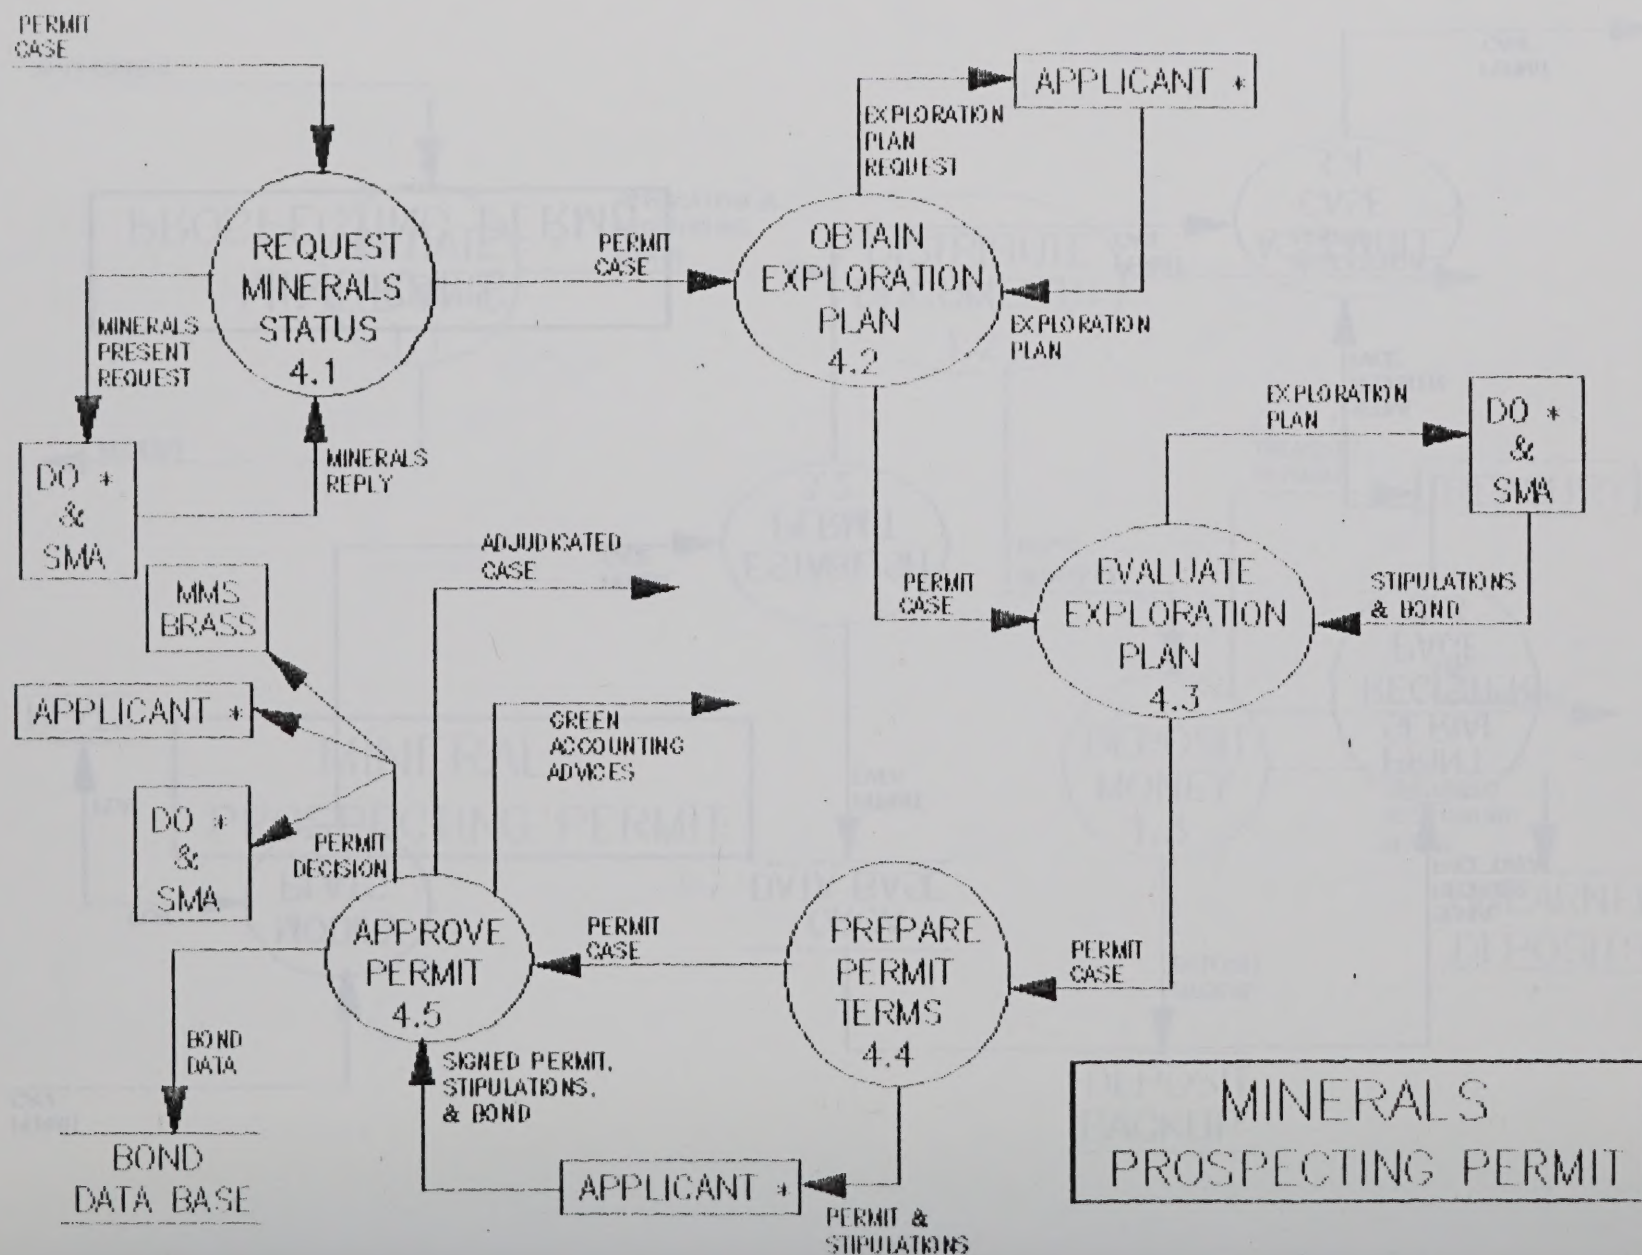 PERMIT
CASE
REQUEST
MINERALS
STATUS
4.1
PERMIT
CASE
MINERALS
PRESENT
REQUEST
DO *
&
SMA
MINERALS
REPLY
OBTAIN
EXPLORATION
PLAN
4.2
EXPLORATION
PLAN
REQUEST
APPLICANT *
EXPLORATION
PLAN
PERMIT
CASE
EVALUATE
EXPLORATION
PLAN
4.3
EXPLORATION
PLAN
DO *
&
SMA
STIPULATIONS
& BOND
PERMIT
CASE
PREPARE
PERMIT
TERMS
4.4
PERMIT
CASE
PERMIT &
STIPULATIONS
APPLICANT *
SIGNED PERMIT,
STIPULATIONS,
& BOND
APPROVE
PERMIT
4.5
ADJUDICATED
CASE
GREEN
ACCOUNTING
ADVICES
PERMIT
DECISION
MMS
BRASS
APPLICANT *
DO *
&
SMA
BOND
DATA
BOND
DATA BASE
MINERALS
PROSPECTING PERMIT